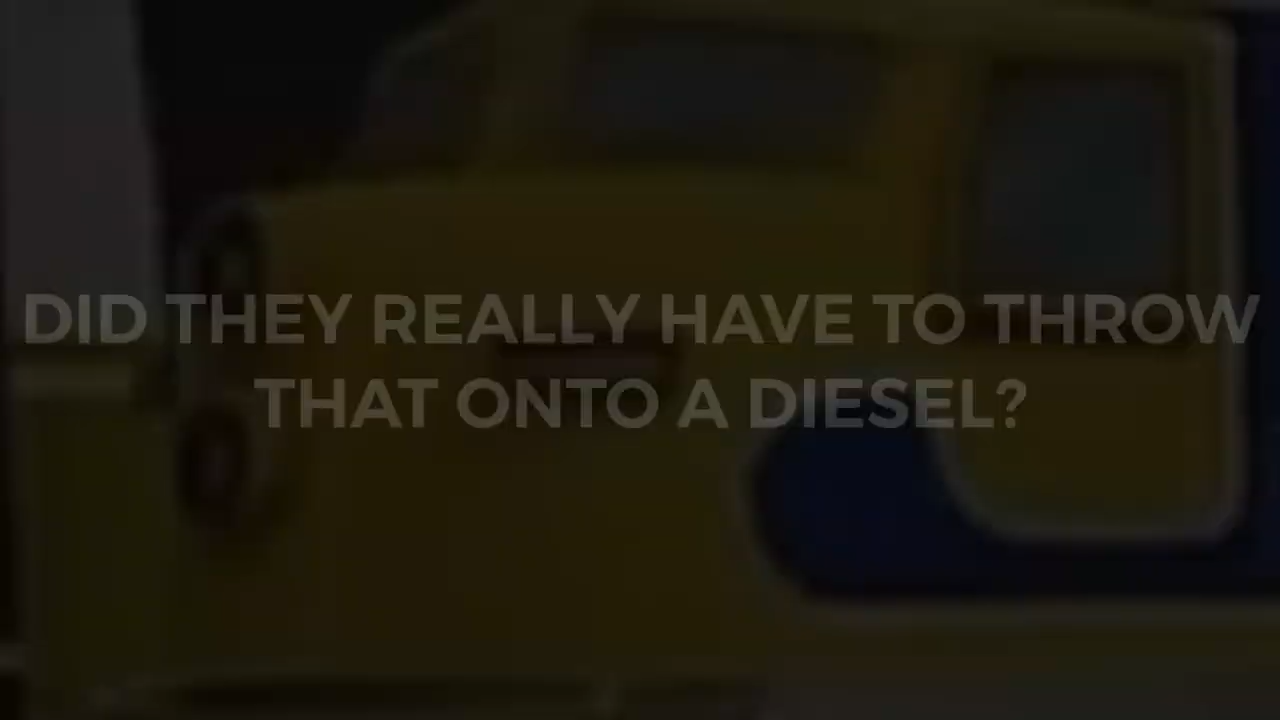 DID THEY REALLY HAVE TO THROW
THAT ONTO A DIESEL?